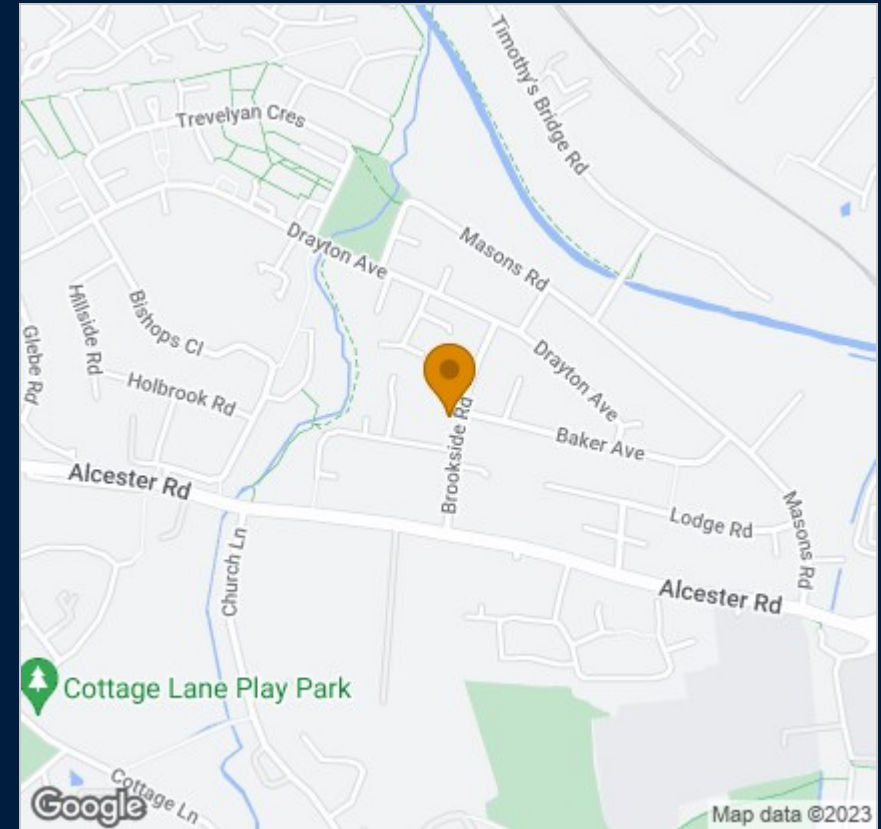 Timothy's Bridge Rd
Trevelyan Cres
Drayton Ave
Masons Rd
Hillside Rd
Bishops Cl
Glebe Rd
Holbrook Rd
Drayton Ave
Brookside Rd
Baker Ave
Alcester Rd
Lodge Rd
Masons Rd
Church Ln
Alcester Rd
Cottage Lane Play Park
Cottage Ln
Google
Map data ©2023